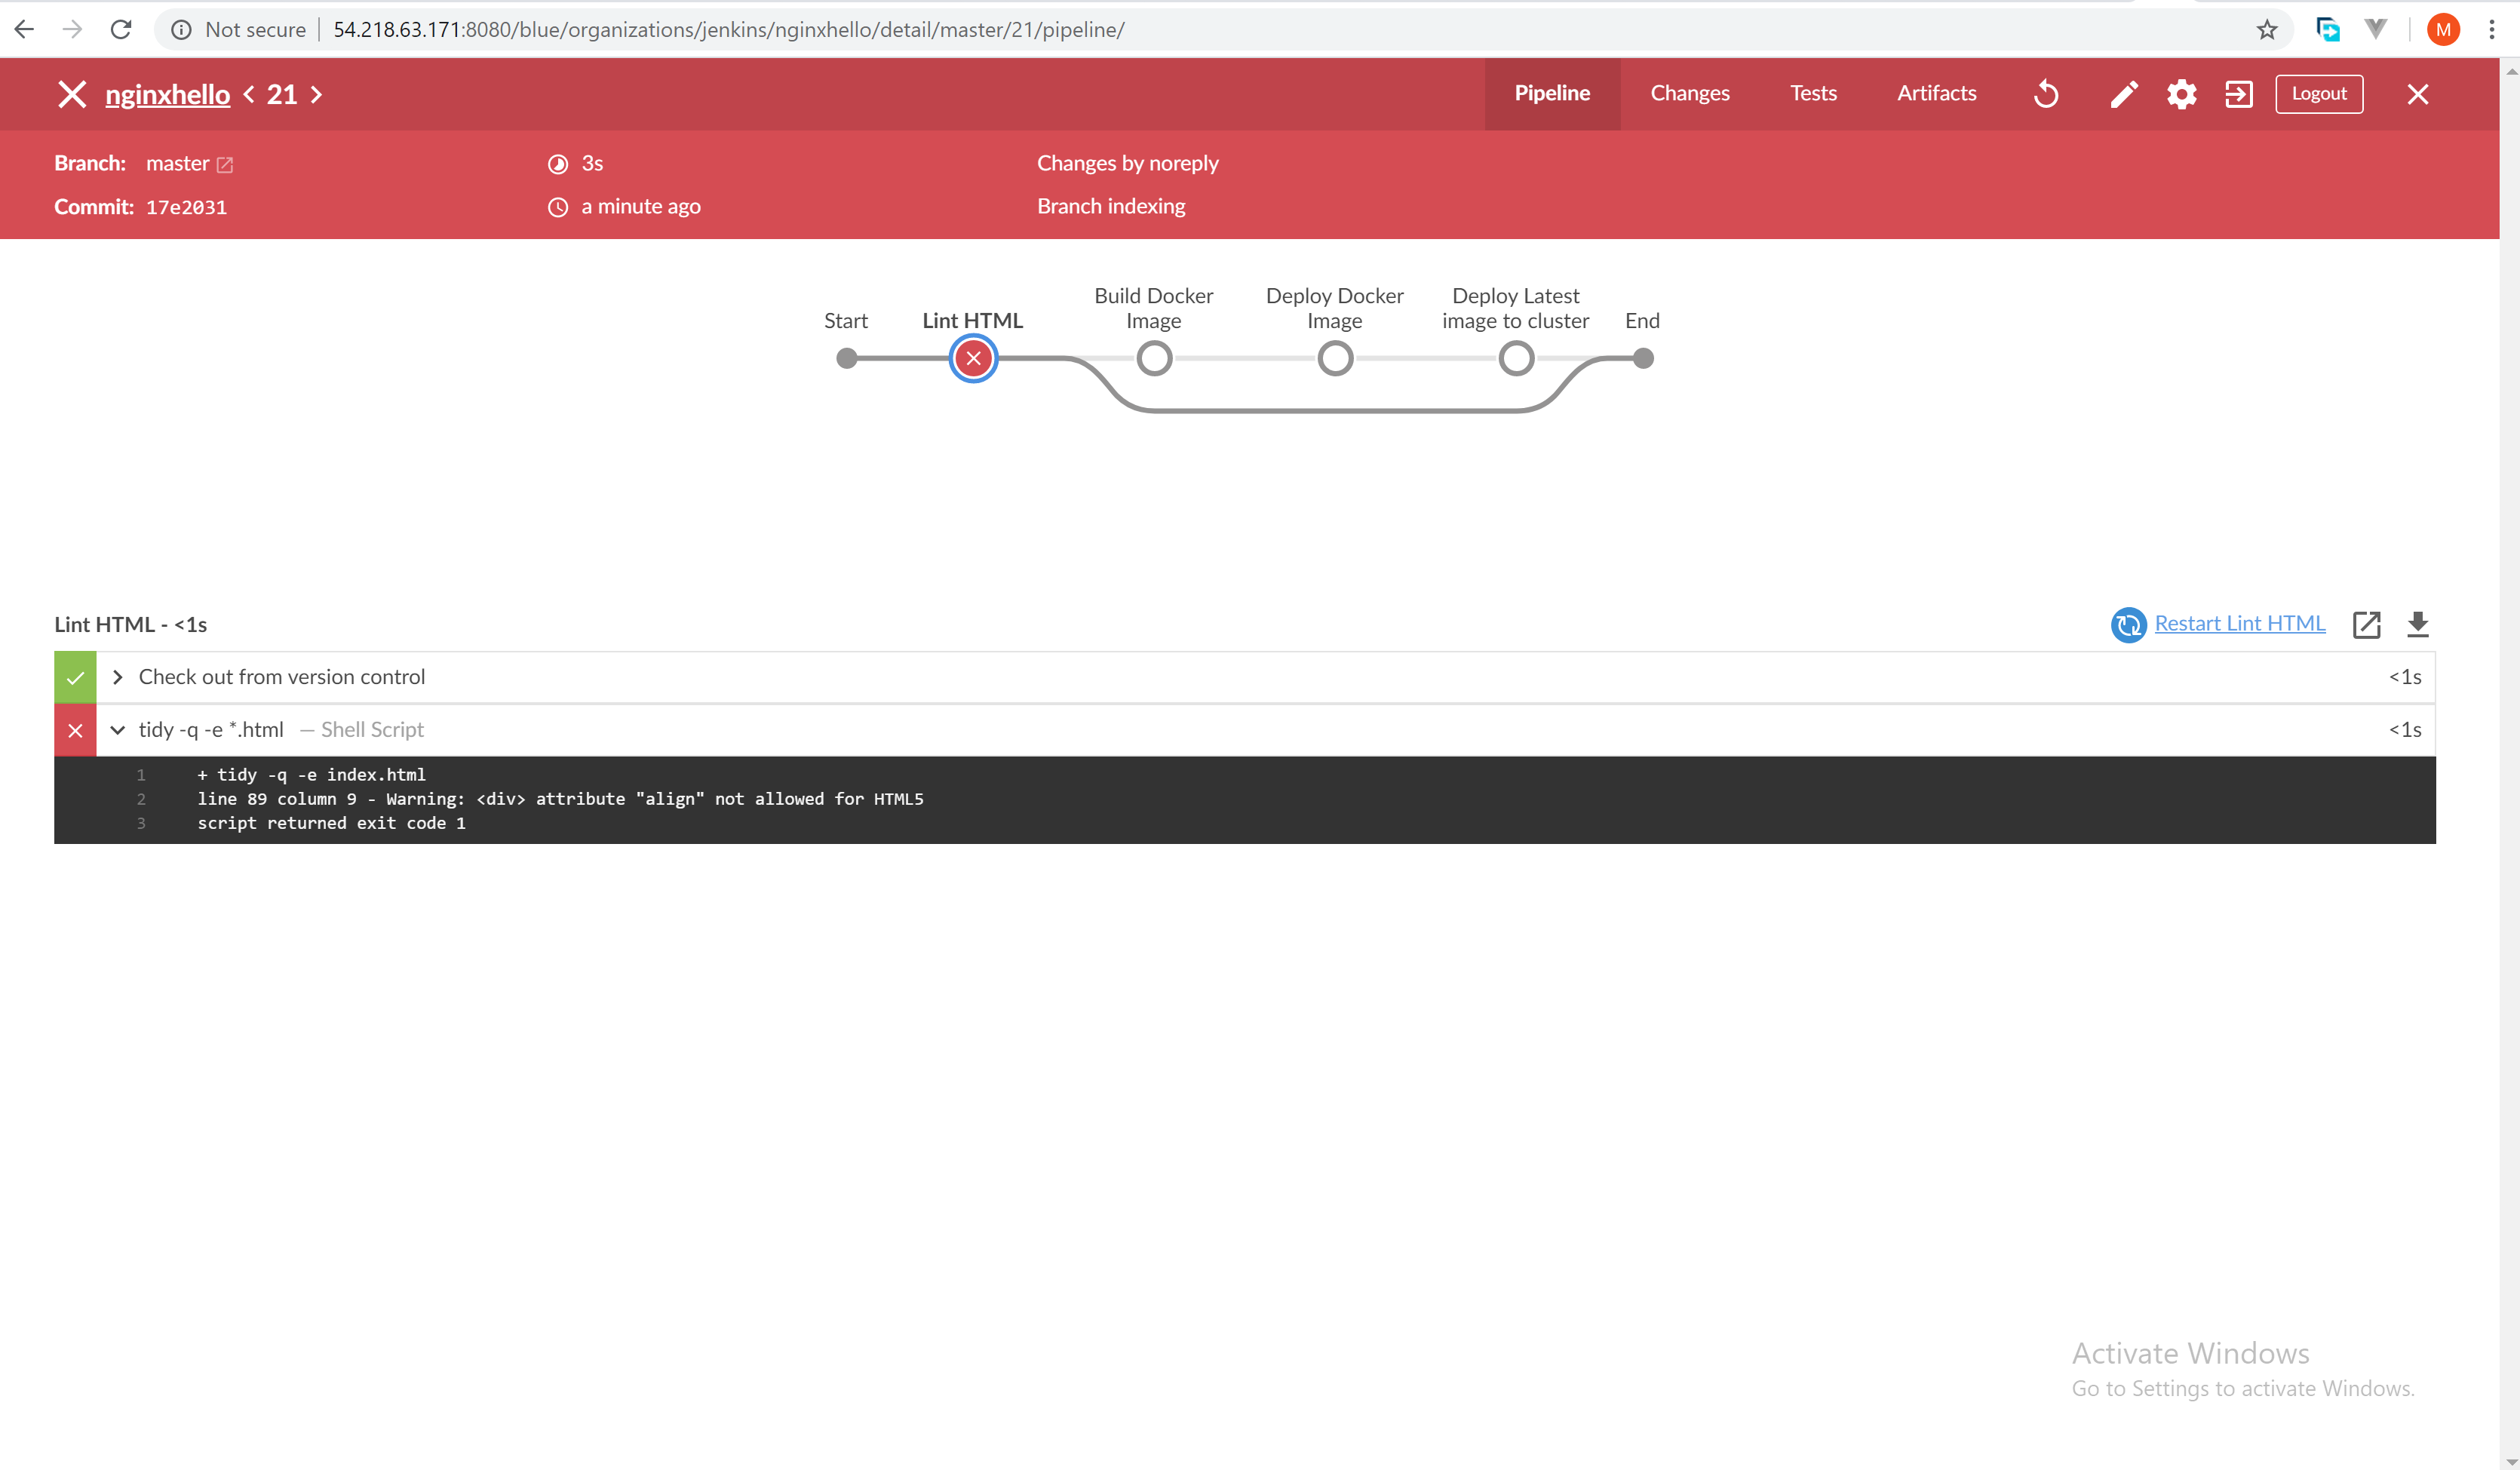 Not secure 54.218.63.171:8080/blue/organizations/jenkins/nginxhello/detail/master/21/pipeline/
M
nginxhello < 21 >
Pipeline Changes Tests Artifacts Logout
Branch: master 3s Changes by noreply
Commit: 17e2031 a minute ago Branch indexing
Start Lint HTML Build Docker Image Deploy Docker Image Deploy Latest image to cluster End
Lint HTML - <1s Restart Lint HTML
Check out from version control <1s
tidy -q -e *.html — Shell Script <1s
1 + tidy -q -e index.html
2 line 89 column 9 - Warning: <div> attribute "align" not allowed for HTML5
3 script returned exit code 1
Activate Windows
Go to Settings to activate Windows.